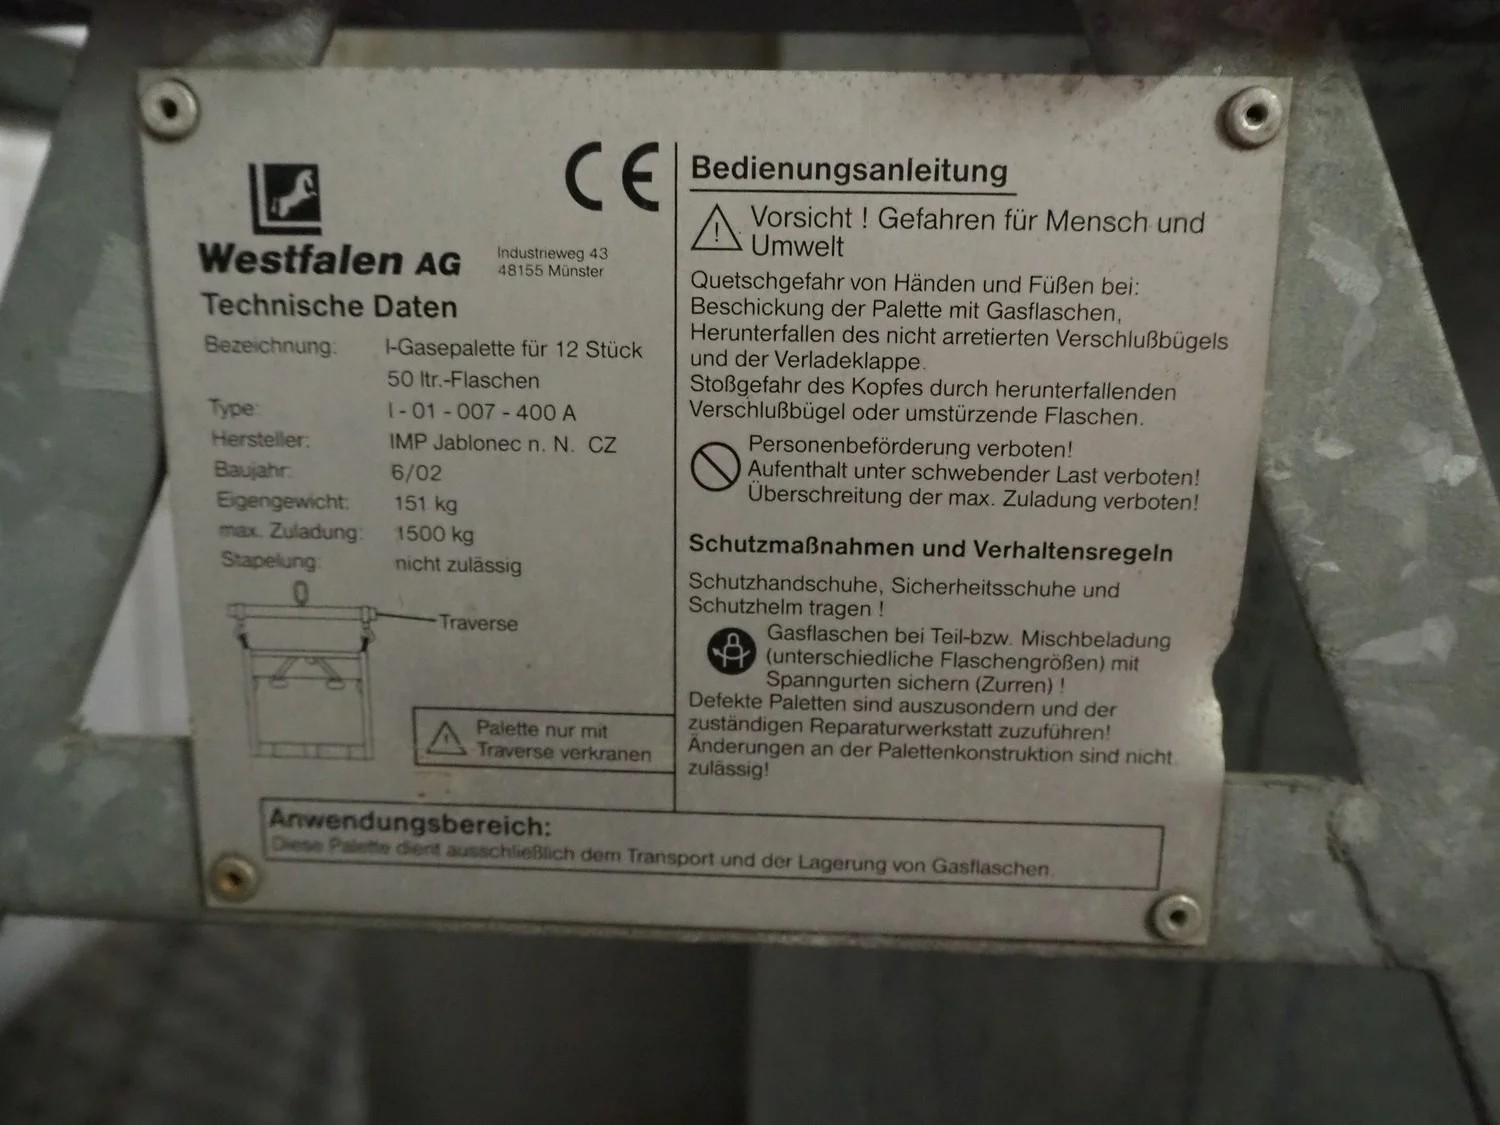 CE
Westfalen AG
Industrieweg 43
48155 Münster
Technische Daten
Bezeichnung: I-Gasepalette für 12 Stück
50 ltr.-Flaschen
Type: I - 01 - 007 - 400 A
Hersteller: IMP Jablonec n. N. CZ
Baujahr: 6/02
Eigengewicht: 151 kg
max. Zuladung: 1500 kg
Stapelung: nicht zulässig
Traverse
Palette nur mit
Traverse verkranen
Bedienungsanleitung
Vorsicht ! Gefahren für Mensch und
Umwelt
Quetschgefahr von Händen und Füßen bei:
Beschickung der Palette mit Gasflaschen,
Herunterfallen des nicht arretierten Verschlußbügels
und der Verladeklappe.
Stoßgefahr des Kopfes durch herunterfallenden
Verschlußbügel oder umstürzende Flaschen.
Personenbeförderung verboten!
Aufenthalt unter schwebender Last verboten!
Überschreitung der max. Zuladung verboten!
Schutzmaßnahmen und Verhaltensregeln
Schutzhandschuhe, Sicherheitsschuhe und
Schutzhelm tragen !
Gasflaschen bei Teil-bzw. Mischbeladung
(unterschiedliche Flaschengrößen) mit
Spanngurten sichern (Zurren) !
Defekte Paletten sind auszusondern und der
zuständigen Reparaturwerkstatt zuzuführen!
Änderungen an der Palettenkonstruktion sind nicht
zulässig!
Anwendungsbereich:
Diese Palette dient ausschließlich dem Transport und der Lagerung von Gasflaschen.